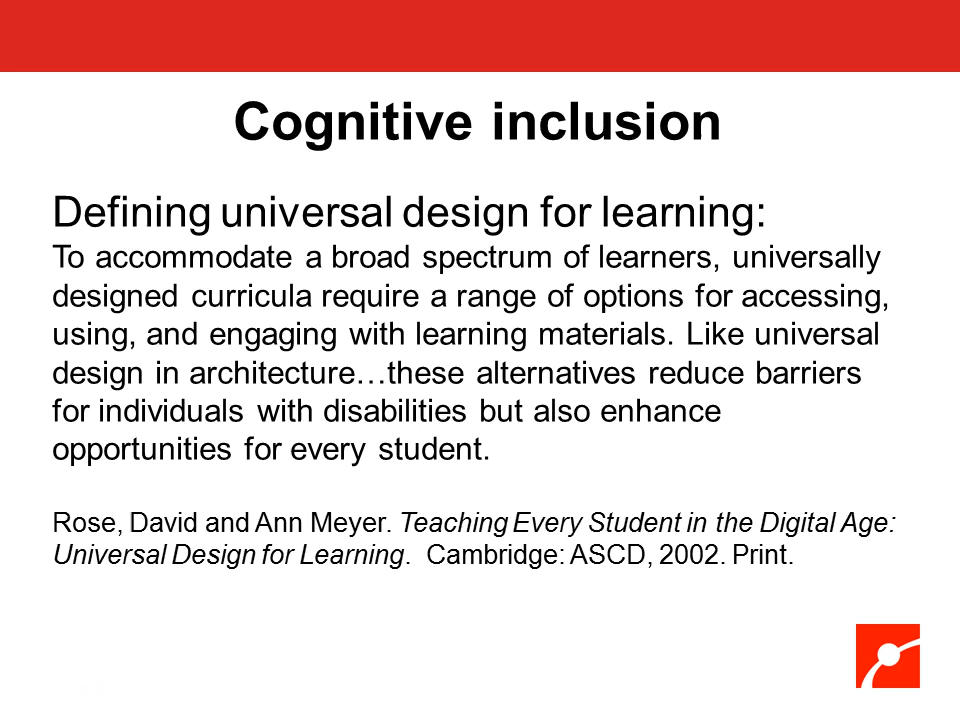 Cognitive inclusion
Defining universal design for learning:
To accommodate a broad spectrum of learners, universally
designed curricula require a range of options for accessing,
using, and engaging with learning materials. Like universal
design in architecture…these alternatives reduce barriers
for individuals with disabilities but also enhance
opportunities for every student.
Rose, David and Ann Meyer. Teaching Every Student in the Digital Age:
Universal Design for Learning.  Cambridge: ASCD, 2002. Print.